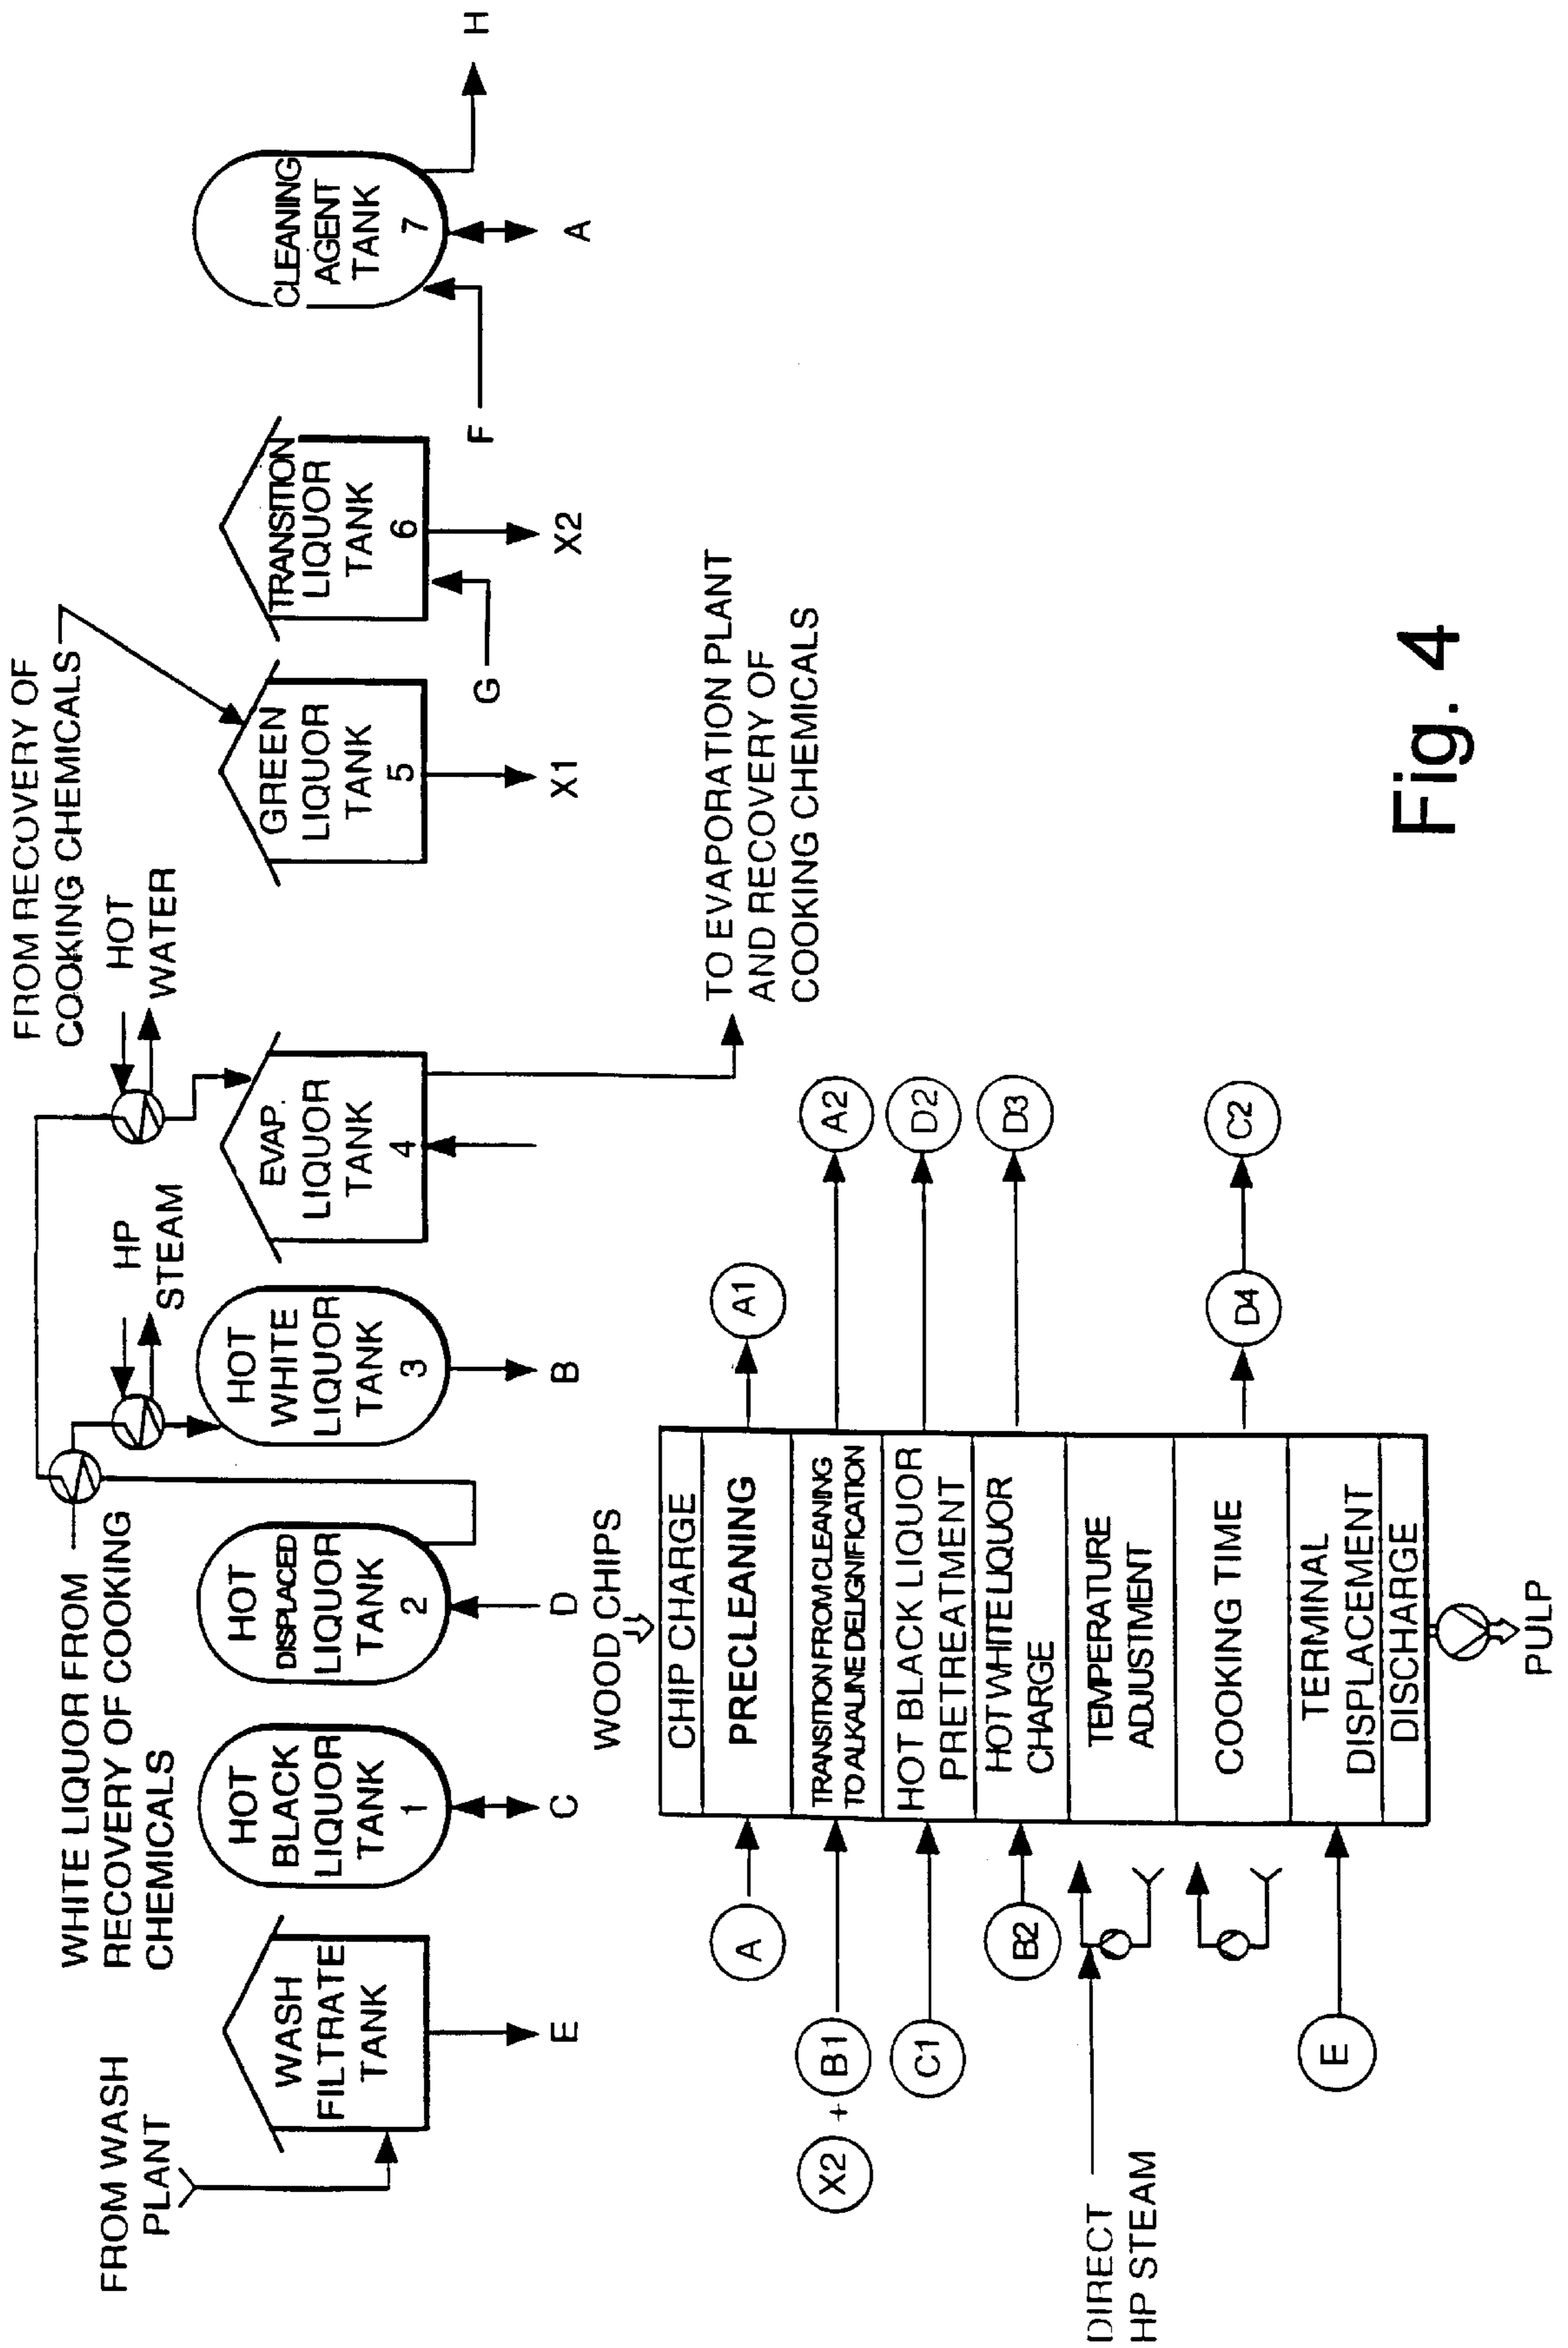 FROM WASH
PLANT
WASH
FILTRATE
TANK
E
WHITE LIQUOR FROM
RECOVERY OF COOKING
CHEMICALS
HOT
BLACK
LIQUOR
TANK
1
C
HOT
DISPLACED
LIQUOR
TANK
2
D
HP
STEAM
HOT
WHITE
LIQUOR
TANK
3
B
HOT
WATER
EVAP.
LIQUOR
TANK
4
TO EVAPORATION PLANT
AND RECOVERY OF
COOKING CHEMICALS
FROM RECOVERY OF
COOKING CHEMICALS
GREEN
LIQUOR
TANK
5
X1
G
TRANSITION
LIQUOR
TANK
6
X2
F
CLEANING
AGENT
TANK
7
A
H
WOOD CHIPS
CHIP CHARGE
A
PRECLEANING
A1
X2 + B1
TRANSITION FROM CLEANING
TO ALKALINE DELIGNIFICATION
A2
C1
HOT BLACK LIQUOR
PRETREATMENT
D2
B2
HOT WHITE LIQUOR
CHARGE
D3
DIRECT
HP STEAM
TEMPERATURE
ADJUSTMENT
COOKING TIME
D4
C2
E
TERMINAL
DISPLACEMENT
DISCHARGE
PULP
Fig. 4